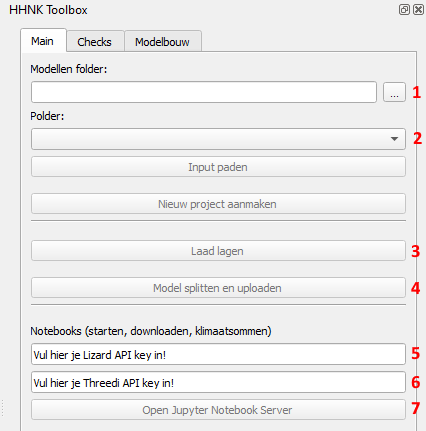 HHNK Toolbox
Main Checks Modelbouw
Modellen folder:
... 1
Polder:
2
Input paden
Nieuw project aanmaken
Laad lagen 3
Model splitten en uploaden 4
Notebooks (starten, downloaden, klimaatsommen)
Vul hier je Lizard API key in! 5
Vul hier je Threedi API key in! 6
Open Jupyter Notebook Server 7